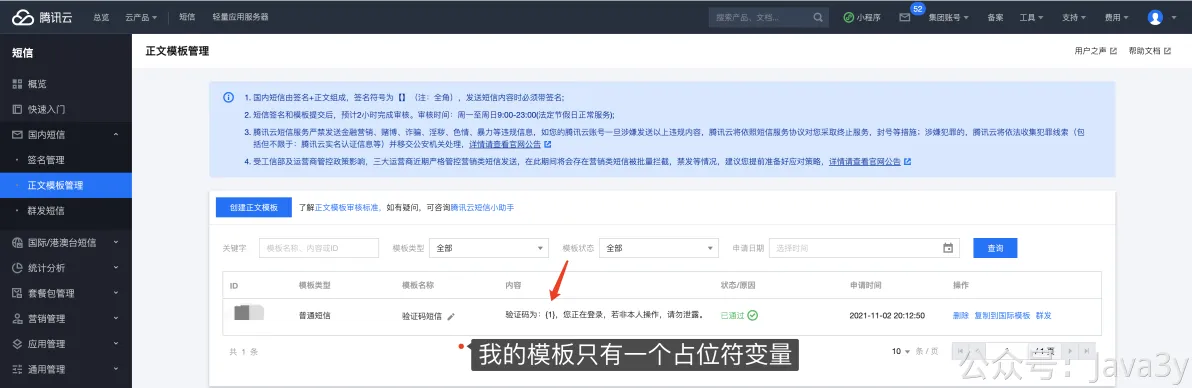 腾讯云 总览 云产品 短信 轻量应用服务器 搜索产品、文档... 小程序 52 集团账号 备案 工具 支持 费用
短信 正文模板管理 用户之声 帮助文档
概览
快速入门
国内短信
签名管理
正文模板管理
群发短信
国际/港澳台短信
统计分析
套餐包管理
营销管理
应用管理
通用管理
1. 国内短信由签名+正文组成，签名符号为【】（注：全角），发送短信内容时必须带签名;
2. 短信签名和模板提交后，预计2小时完成审核。审核时间：周一至周日9:00-23:00(法定节假日正常服务);
3. 腾讯云短信服务严禁发送金融营销、赌博、诈骗、淫秽、色情、暴力等违规信息，如您的腾讯云账号一旦涉嫌发送以上违规内容，腾讯云将依照短信服务协议对您采取终止服务，封号等措施；涉嫌犯罪的，腾讯云将依法收集犯罪线索（包
括但不限于：腾讯云实名认证信息等）并移交公安机关处理，详情请查看官网公告
4. 受工信部及运营商管控政策影响，三大运营商近期严格管控营销类短信发送，在此期间将会存在营销类短信被批量拦截，禁发等情况，建议您提前准备好应对策略，详情请查看官网公告
创建正文模板 了解正文模板审核标准，如有疑问，可咨询腾讯云短信小助手
关键字 模板名称、内容或ID 模板类型 全部 模板状态 全部 申请日期 选择时间 查询
ID 模板类型 模板名称 内容 状态/原因 申请时间 操作
普通短信 验证码短信 验证码为：{1}，您正在登录，若非本人操作，请勿泄露。 已通过 2021-11-02 20:12:50 删除 复制到国际模板 群发
共 1 条 10 条 / 页 1 / 1 页
我的模板只有一个占位符变量
公众号：Java3y